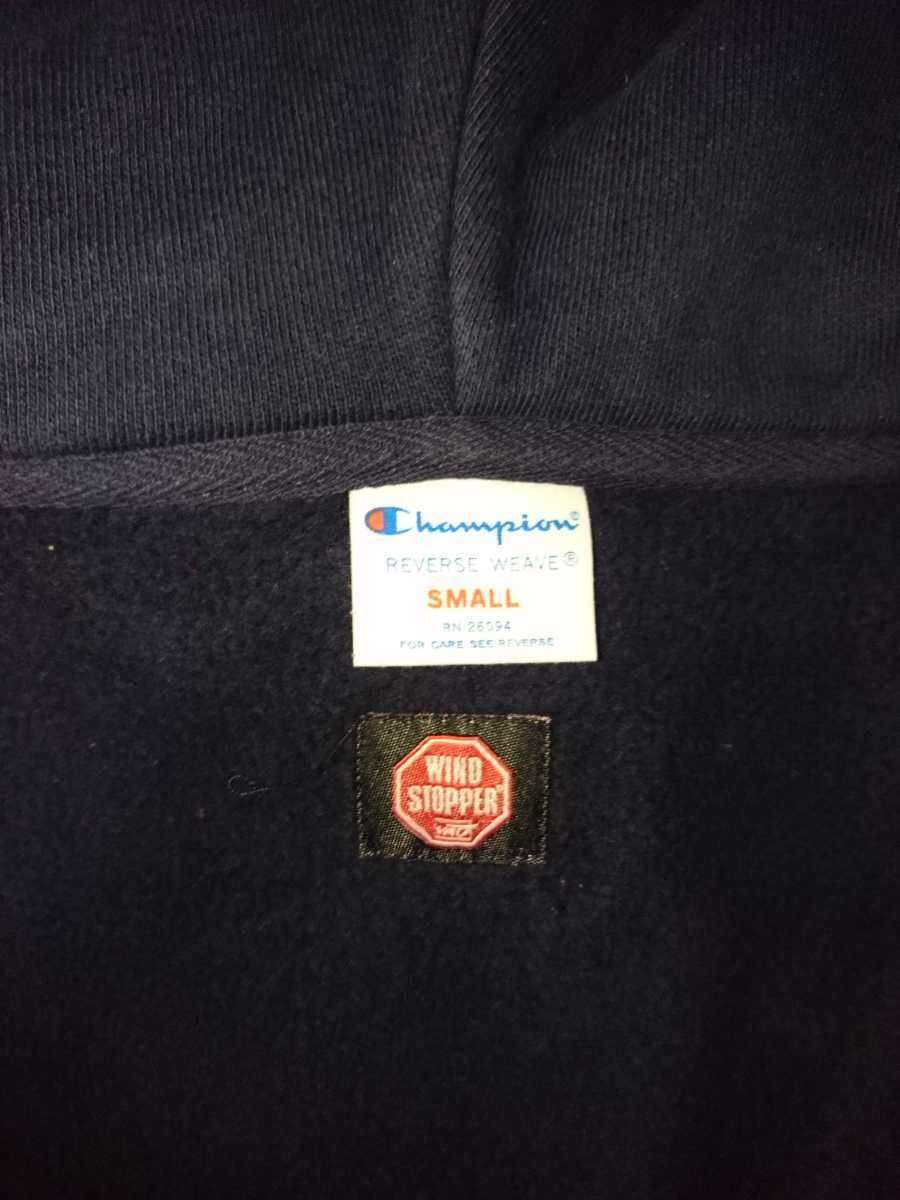 Champion®
REVERSE WEAVE®
SMALL
RN 26094
FOR CARE SEE REVERSE
WIND
STOPPER®